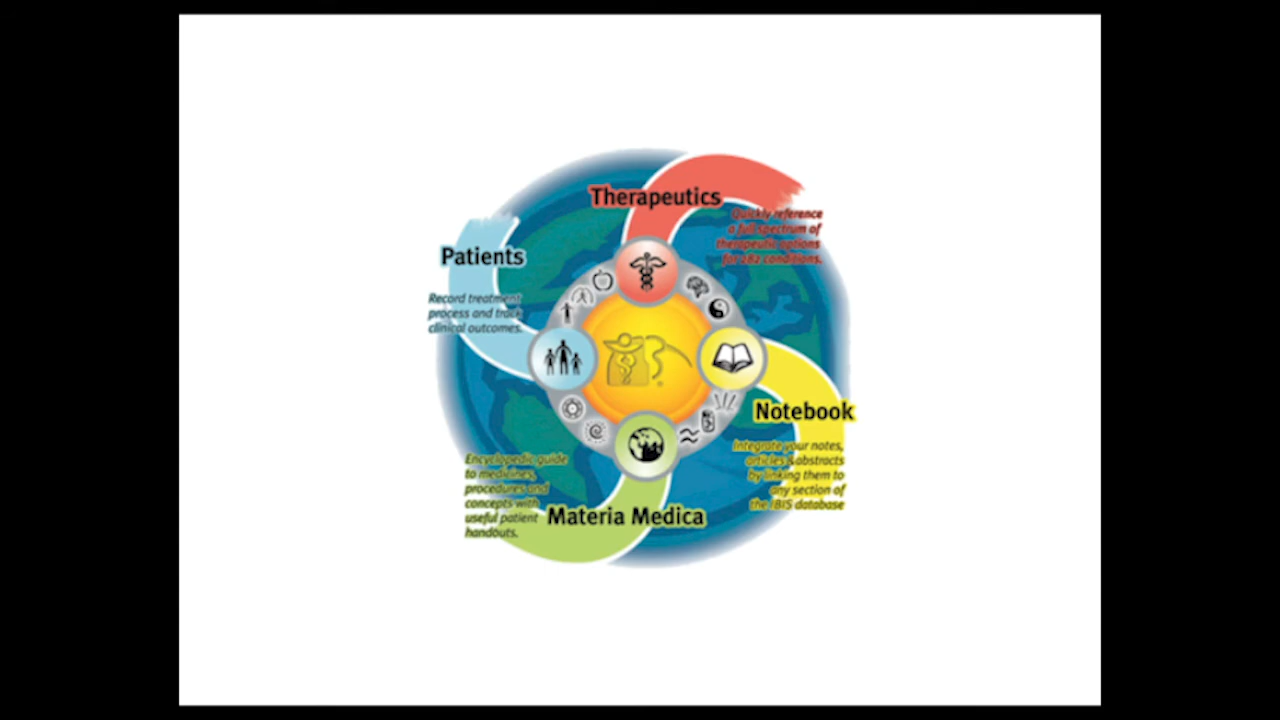 Therapeutics
Quickly reference
a full spectrum of
therapeutic options
for 282 conditions.
Patients
Record treatment
process and track
clinical outcomes.
Notebook
Integrate your notes,
articles & abstracts
by linking them to
any section of
the IBIS database
Encyclopedic guide
to medicines,
procedures and
concepts with
useful patient
handouts.
Materia Medica